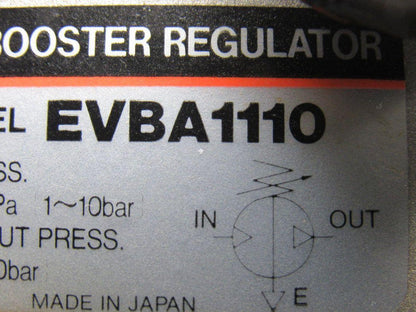 BOOSTER REGULATOR
EL EVBA1110
SS.
Pa 1~10bar
IN OUT
UT PRESS.
0bar
E
MADE IN JAPAN